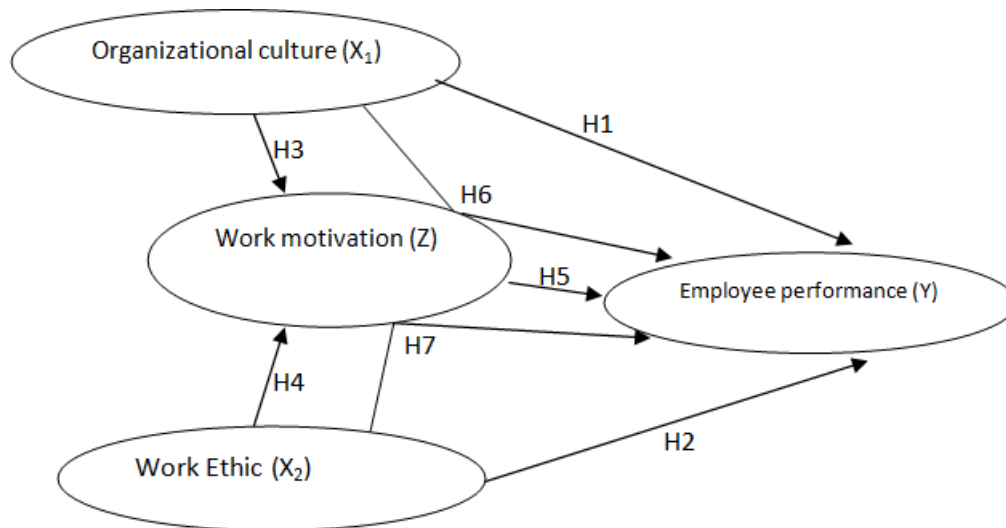 Organizational culture (X₁)
H1
H3
H6
Work motivation (Z)
H5
Employee performance (Y)
H7
H4
H2
Work Ethic (X₂)